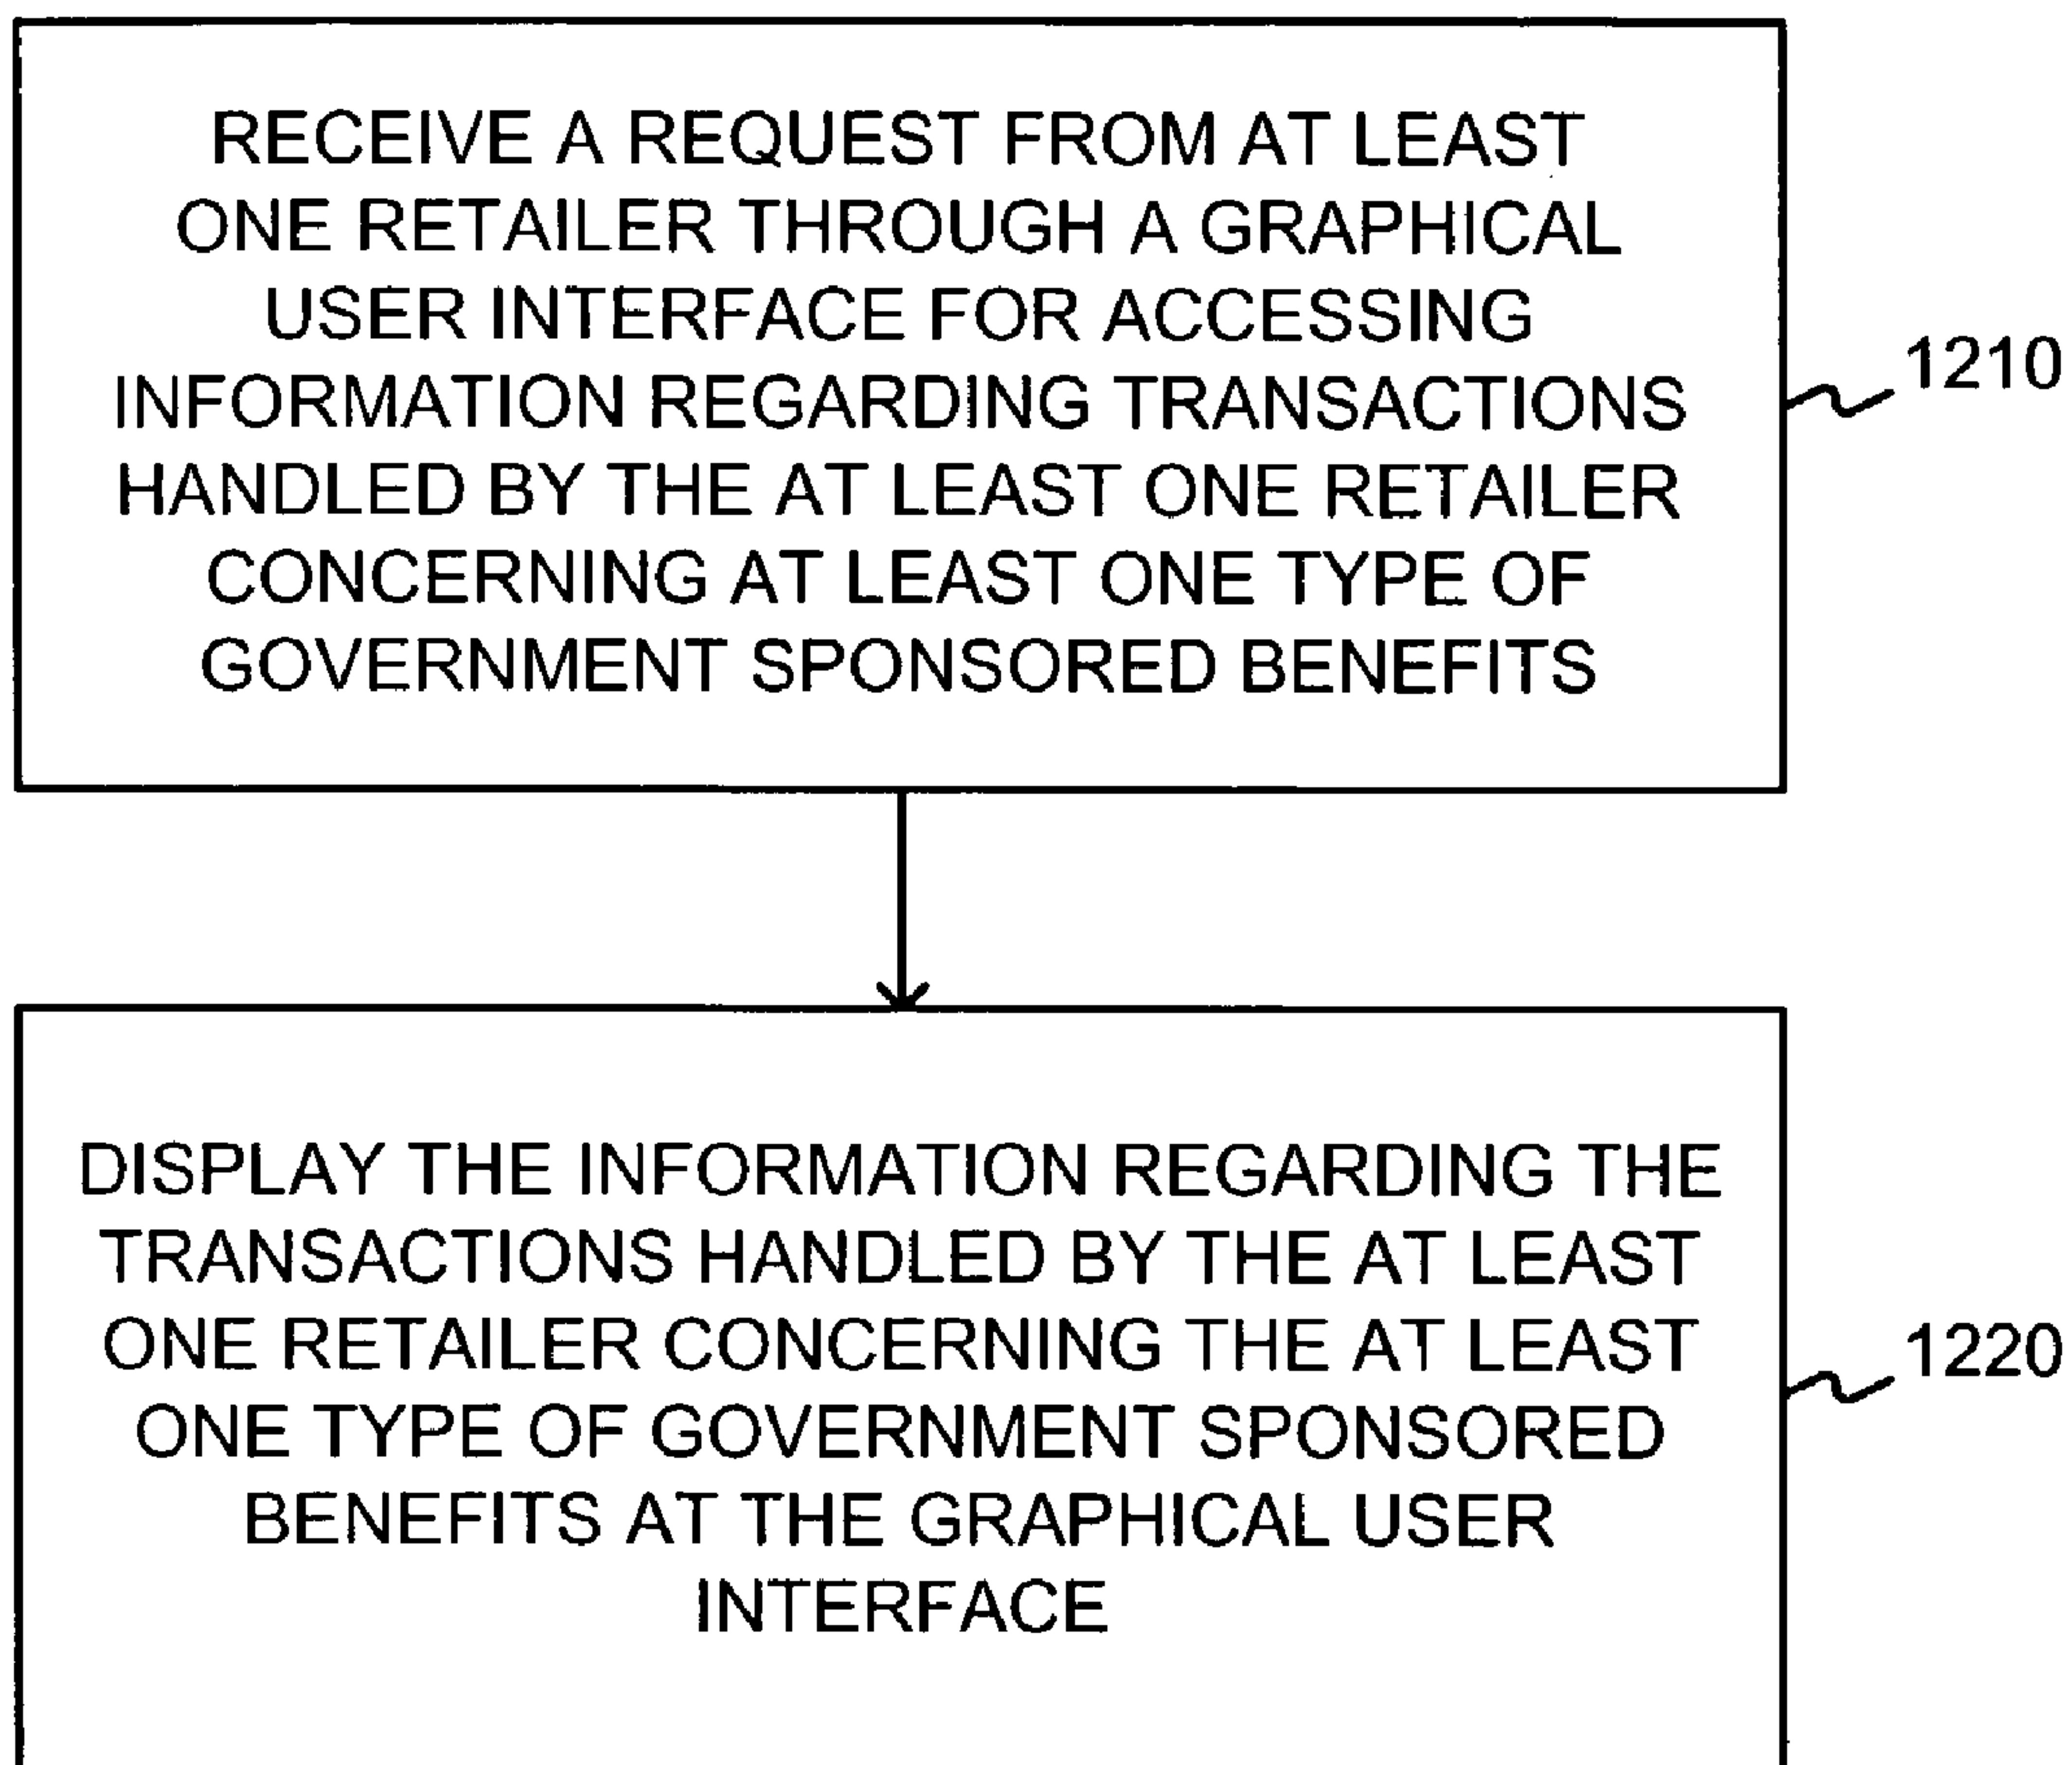 RECEIVE A REQUEST FROM AT LEAST
ONE RETAILER THROUGH A GRAPHICAL
USER INTERFACE FOR ACCESSING
INFORMATION REGARDING TRANSACTIONS
HANDLED BY THE AT LEAST ONE RETAILER
CONCERNING AT LEAST ONE TYPE OF
GOVERNMENT SPONSORED BENEFITS
1210
DISPLAY THE INFORMATION REGARDING THE
TRANSACTIONS HANDLED BY THE AT LEAST
ONE RETAILER CONCERNING THE AT LEAST
ONE TYPE OF GOVERNMENT SPONSORED
BENEFITS AT THE GRAPHICAL USER
INTERFACE
1220